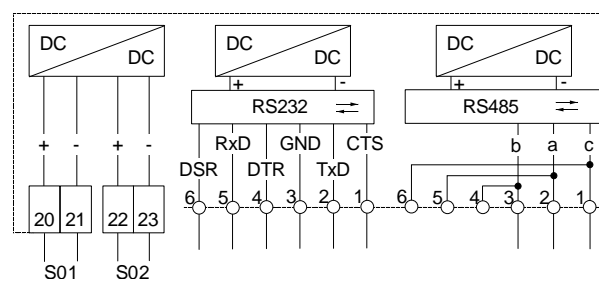 DC DC DC
DC DC DC
+ - + -
RS232 RS485
+ - + - RxD GND CTS b a c
DSR DTR TxD
6 5 4 3 2 1 6 5 4 3 2 1
20 21 22 23
S01 S02